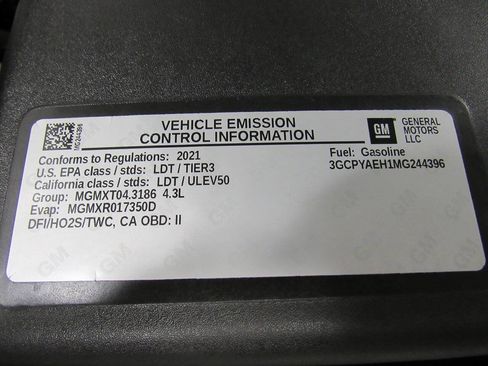 MG244396
VEHICLE EMISSION
CONTROL INFORMATION
GM
GENERAL
MOTORS
LLC
Conforms to Regulations: 2021
U.S. EPA class / stds: LDT / TIER3
California class / stds: LDT / ULEV50
Group: MGMXT04.3186 4.3L
Evap: MGMXR017350D
DFI/HO2S/TWC, CA OBD: II
Fuel: Gasoline
3GCPYAEH1MG244396